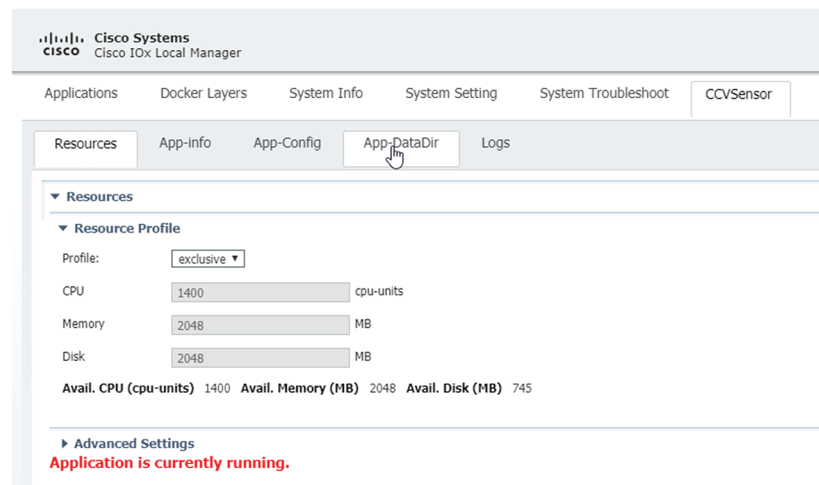 Cisco Systems
CISCO Cisco IOx Local Manager
Applications Docker Layers System Info System Setting System Troubleshoot CCVSensor
Resources App-info App-Config App-DataDir Logs
Resources
Resource Profile
Profile: exclusive
CPU 1400 cpu-units
Memory 2048 MB
Disk 2048 MB
Avail. CPU (cpu-units) 1400 Avail. Memory (MB) 2048 Avail. Disk (MB) 745
Advanced Settings
Application is currently running.